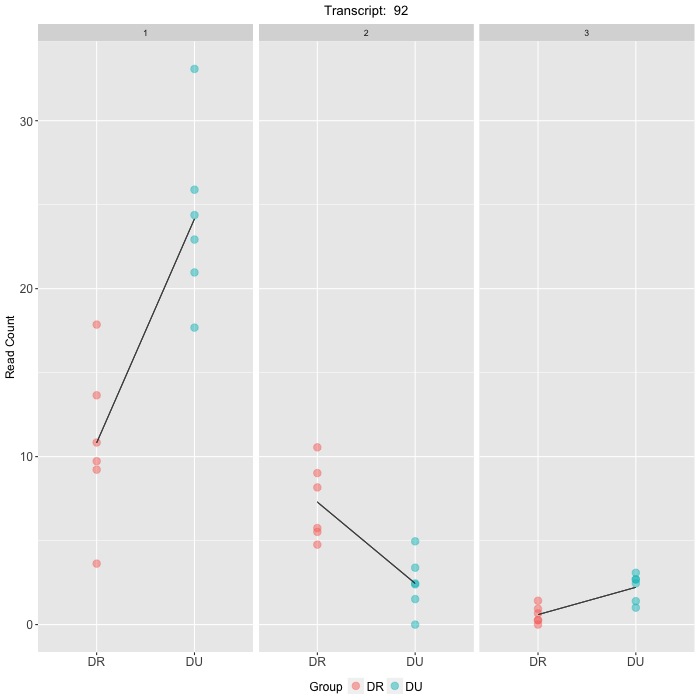 Transcript:  92
1 2 3
Read Count
30
20
10
0
DR DU DR DU DR DU
Group DR DU